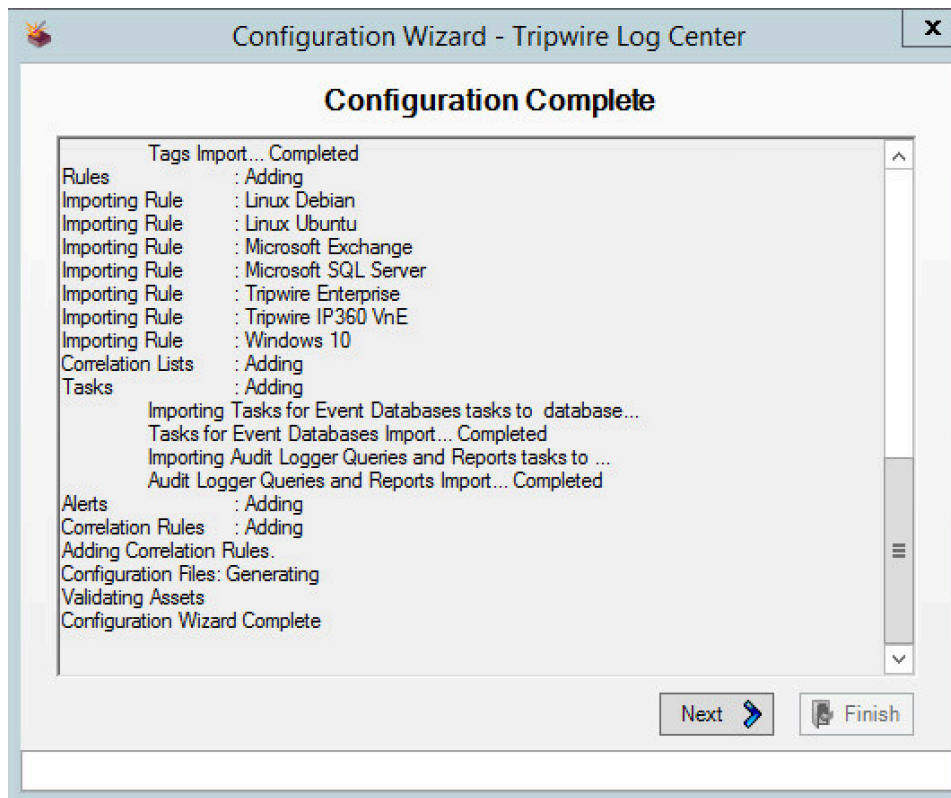 Configuration Wizard - Tripwire Log Center
X
Configuration Complete
Tags Import... Completed
Rules : Adding
Importing Rule : Linux Debian
Importing Rule : Linux Ubuntu
Importing Rule : Microsoft Exchange
Importing Rule : Microsoft SQL Server
Importing Rule : Tripwire Enterprise
Importing Rule : Tripwire IP360 VnE
Importing Rule : Windows 10
Correlation Lists : Adding
Tasks : Adding
Importing Tasks for Event Databases tasks to database...
Tasks for Event Databases Import... Completed
Importing Audit Logger Queries and Reports tasks to ...
Audit Logger Queries and Reports Import... Completed
Alerts : Adding
Correlation Rules : Adding
Adding Correlation Rules.
Configuration Files: Generating
Validating Assets
Configuration Wizard Complete
Next
Finish